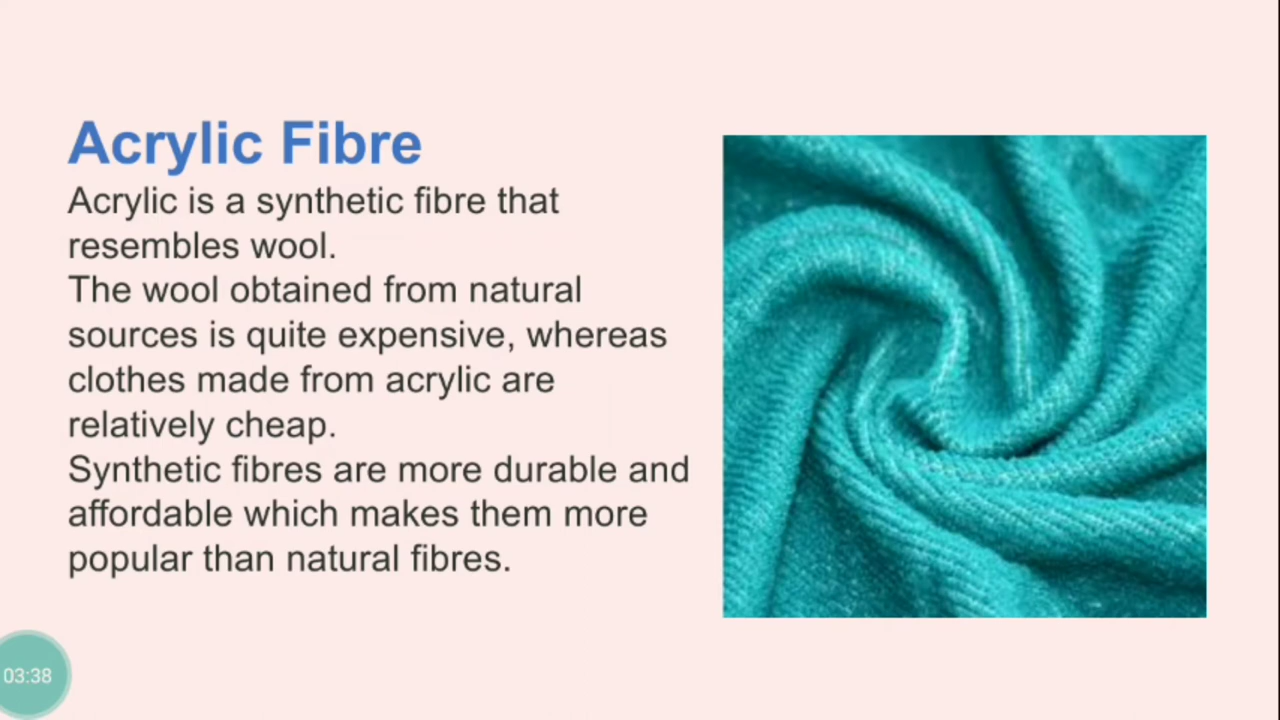 Acrylic Fibre
Acrylic is a synthetic fibre that
resembles wool.
The wool obtained from natural
sources is quite expensive, whereas
clothes made from acrylic are
relatively cheap.
Synthetic fibres are more durable and
affordable which makes them more
popular than natural fibres.
03:38